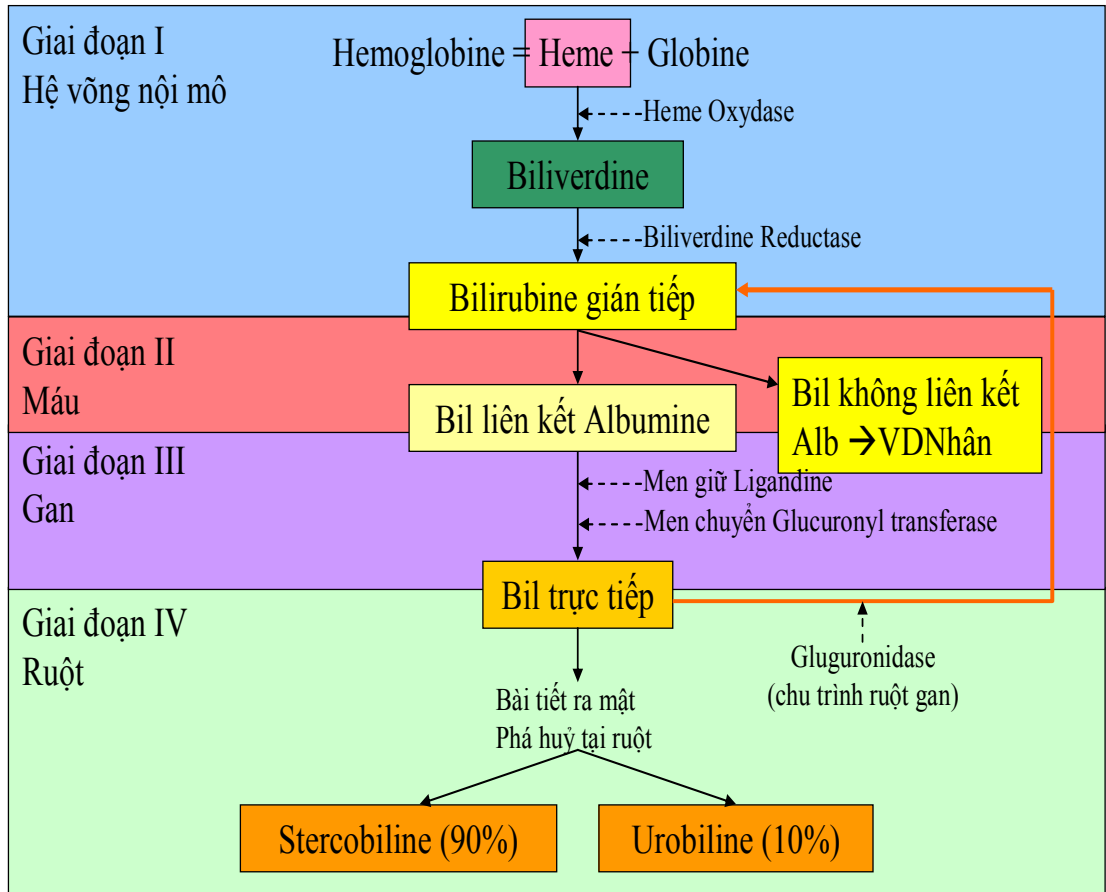 Giai đoạn I
Hệ võng nội mô
Hemoglobine = Heme + Globine
Heme Oxydase
Biliverdine
Biliverdine Reductase
Bilirubine gián tiếp
Giai đoạn II
Máu
Bil liên kết Albumine
Bil không liên kết
Alb →VDNhân
Giai đoạn III
Gan
Men giữ Ligandine
Men chuyển Glucuronyl transferase
Bil trực tiếp
Giai đoạn IV
Ruột
Gluguronidase
(chu trình ruột gan)
Bài tiết ra mật
Phá huỷ tại ruột
Stercobiline (90%)
Urobiline (10%)